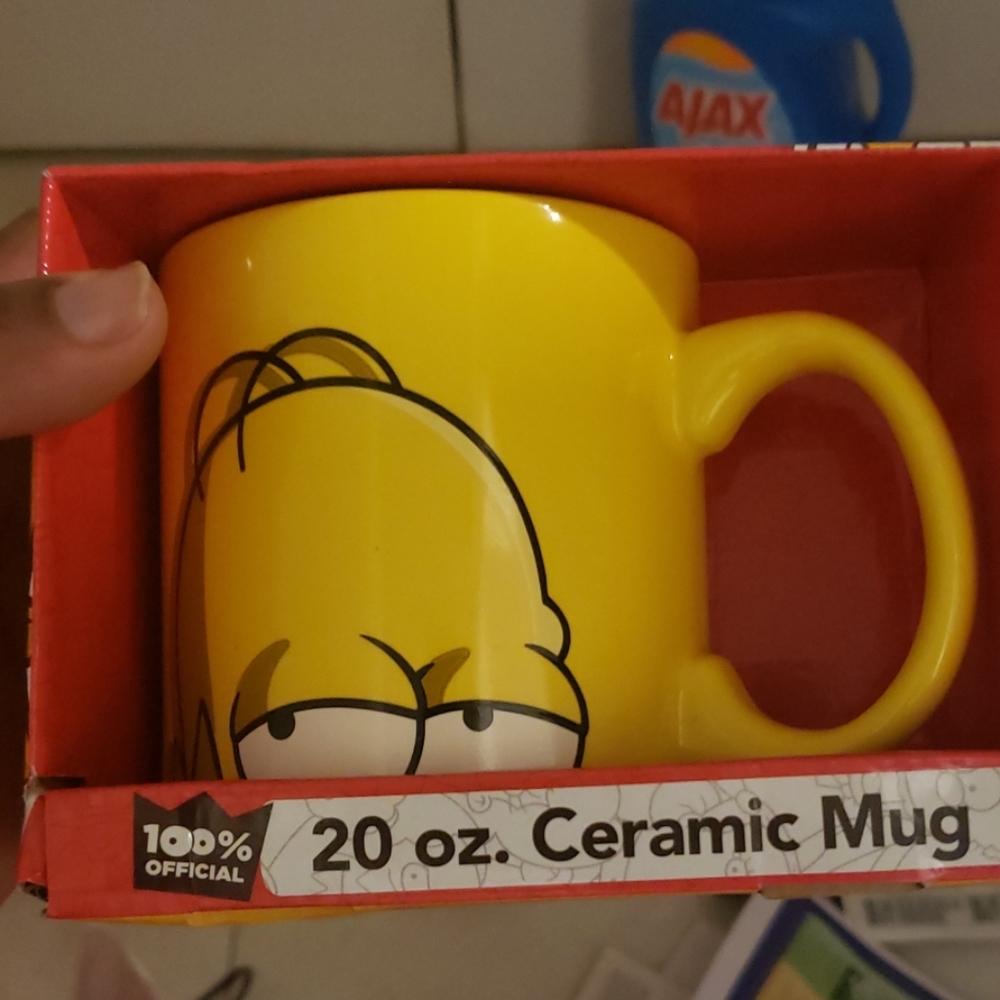 AJAX
100%
OFFICIAL
20 oz. Ceramic Mug